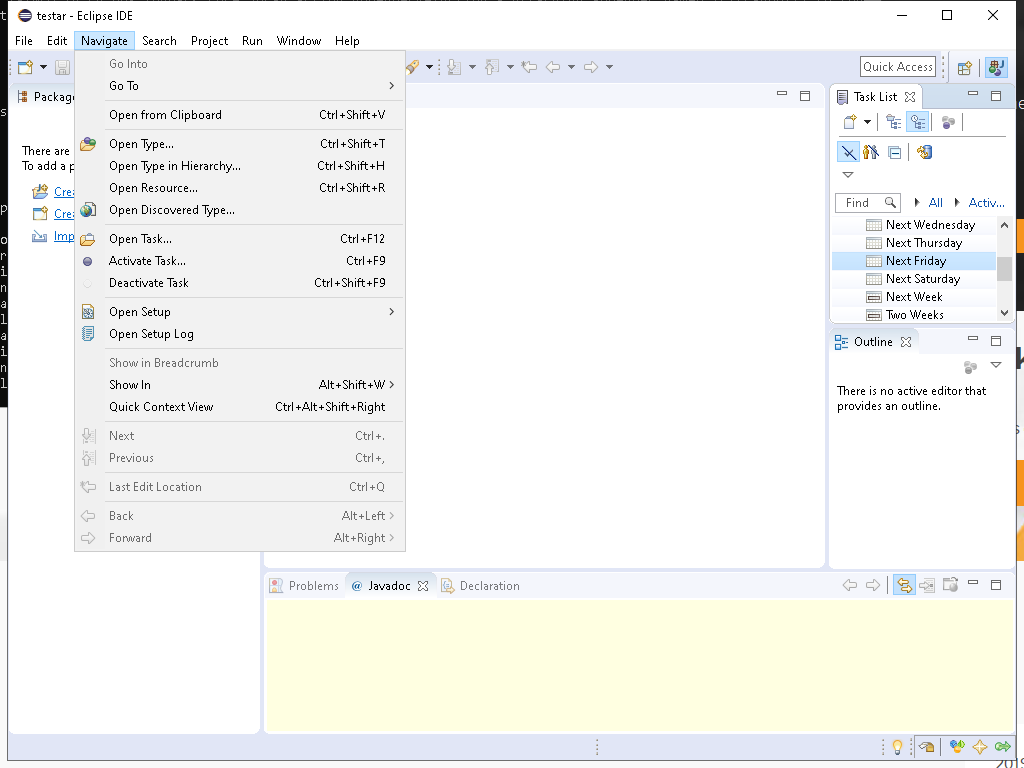 testar - Eclipse IDE
File Edit Navigate Search Project Run Window Help
Quick Access
Go Into
Go To
Open from Clipboard Ctrl+Shift+V
Open Type... Ctrl+Shift+T
Open Type in Hierarchy... Ctrl+Shift+H
Open Resource... Ctrl+Shift+R
Open Discovered Type...
Open Task... Ctrl+F12
Activate Task... Ctrl+F9
Deactivate Task Ctrl+Shift+F9
Open Setup
Open Setup Log
Show in Breadcrumb
Show In Alt+Shift+W
Quick Context View Ctrl+Alt+Shift+Right
Next Ctrl+.
Previous Ctrl+,
Last Edit Location Ctrl+Q
Back Alt+Left
Forward Alt+Right
Package
There are
To add a p
Crea
Crea
Imp
Task List
Find All Activ...
Next Wednesday
Next Thursday
Next Friday
Next Saturday
Next Week
Two Weeks
Outline
There is no active editor that
provides an outline.
Problems @ Javadoc Declaration
2019